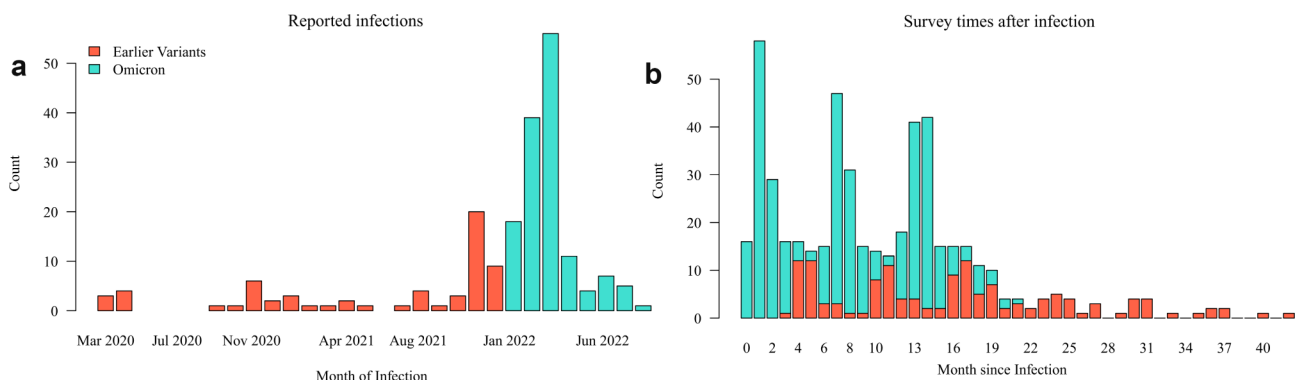 Reported infections
a
Earlier Variants
Omicron
50
40
30
20
10
0
Count
Mar 2020 Jul 2020 Nov 2020 Apr 2021 Aug 2021 Jan 2022 Jun 2022
Month of Infection
Survey times after infection
b
50
40
30
20
10
0
Count
0 2 4 6 8 10 13 16 19 22 25 28 31 34 37 40
Month since Infection